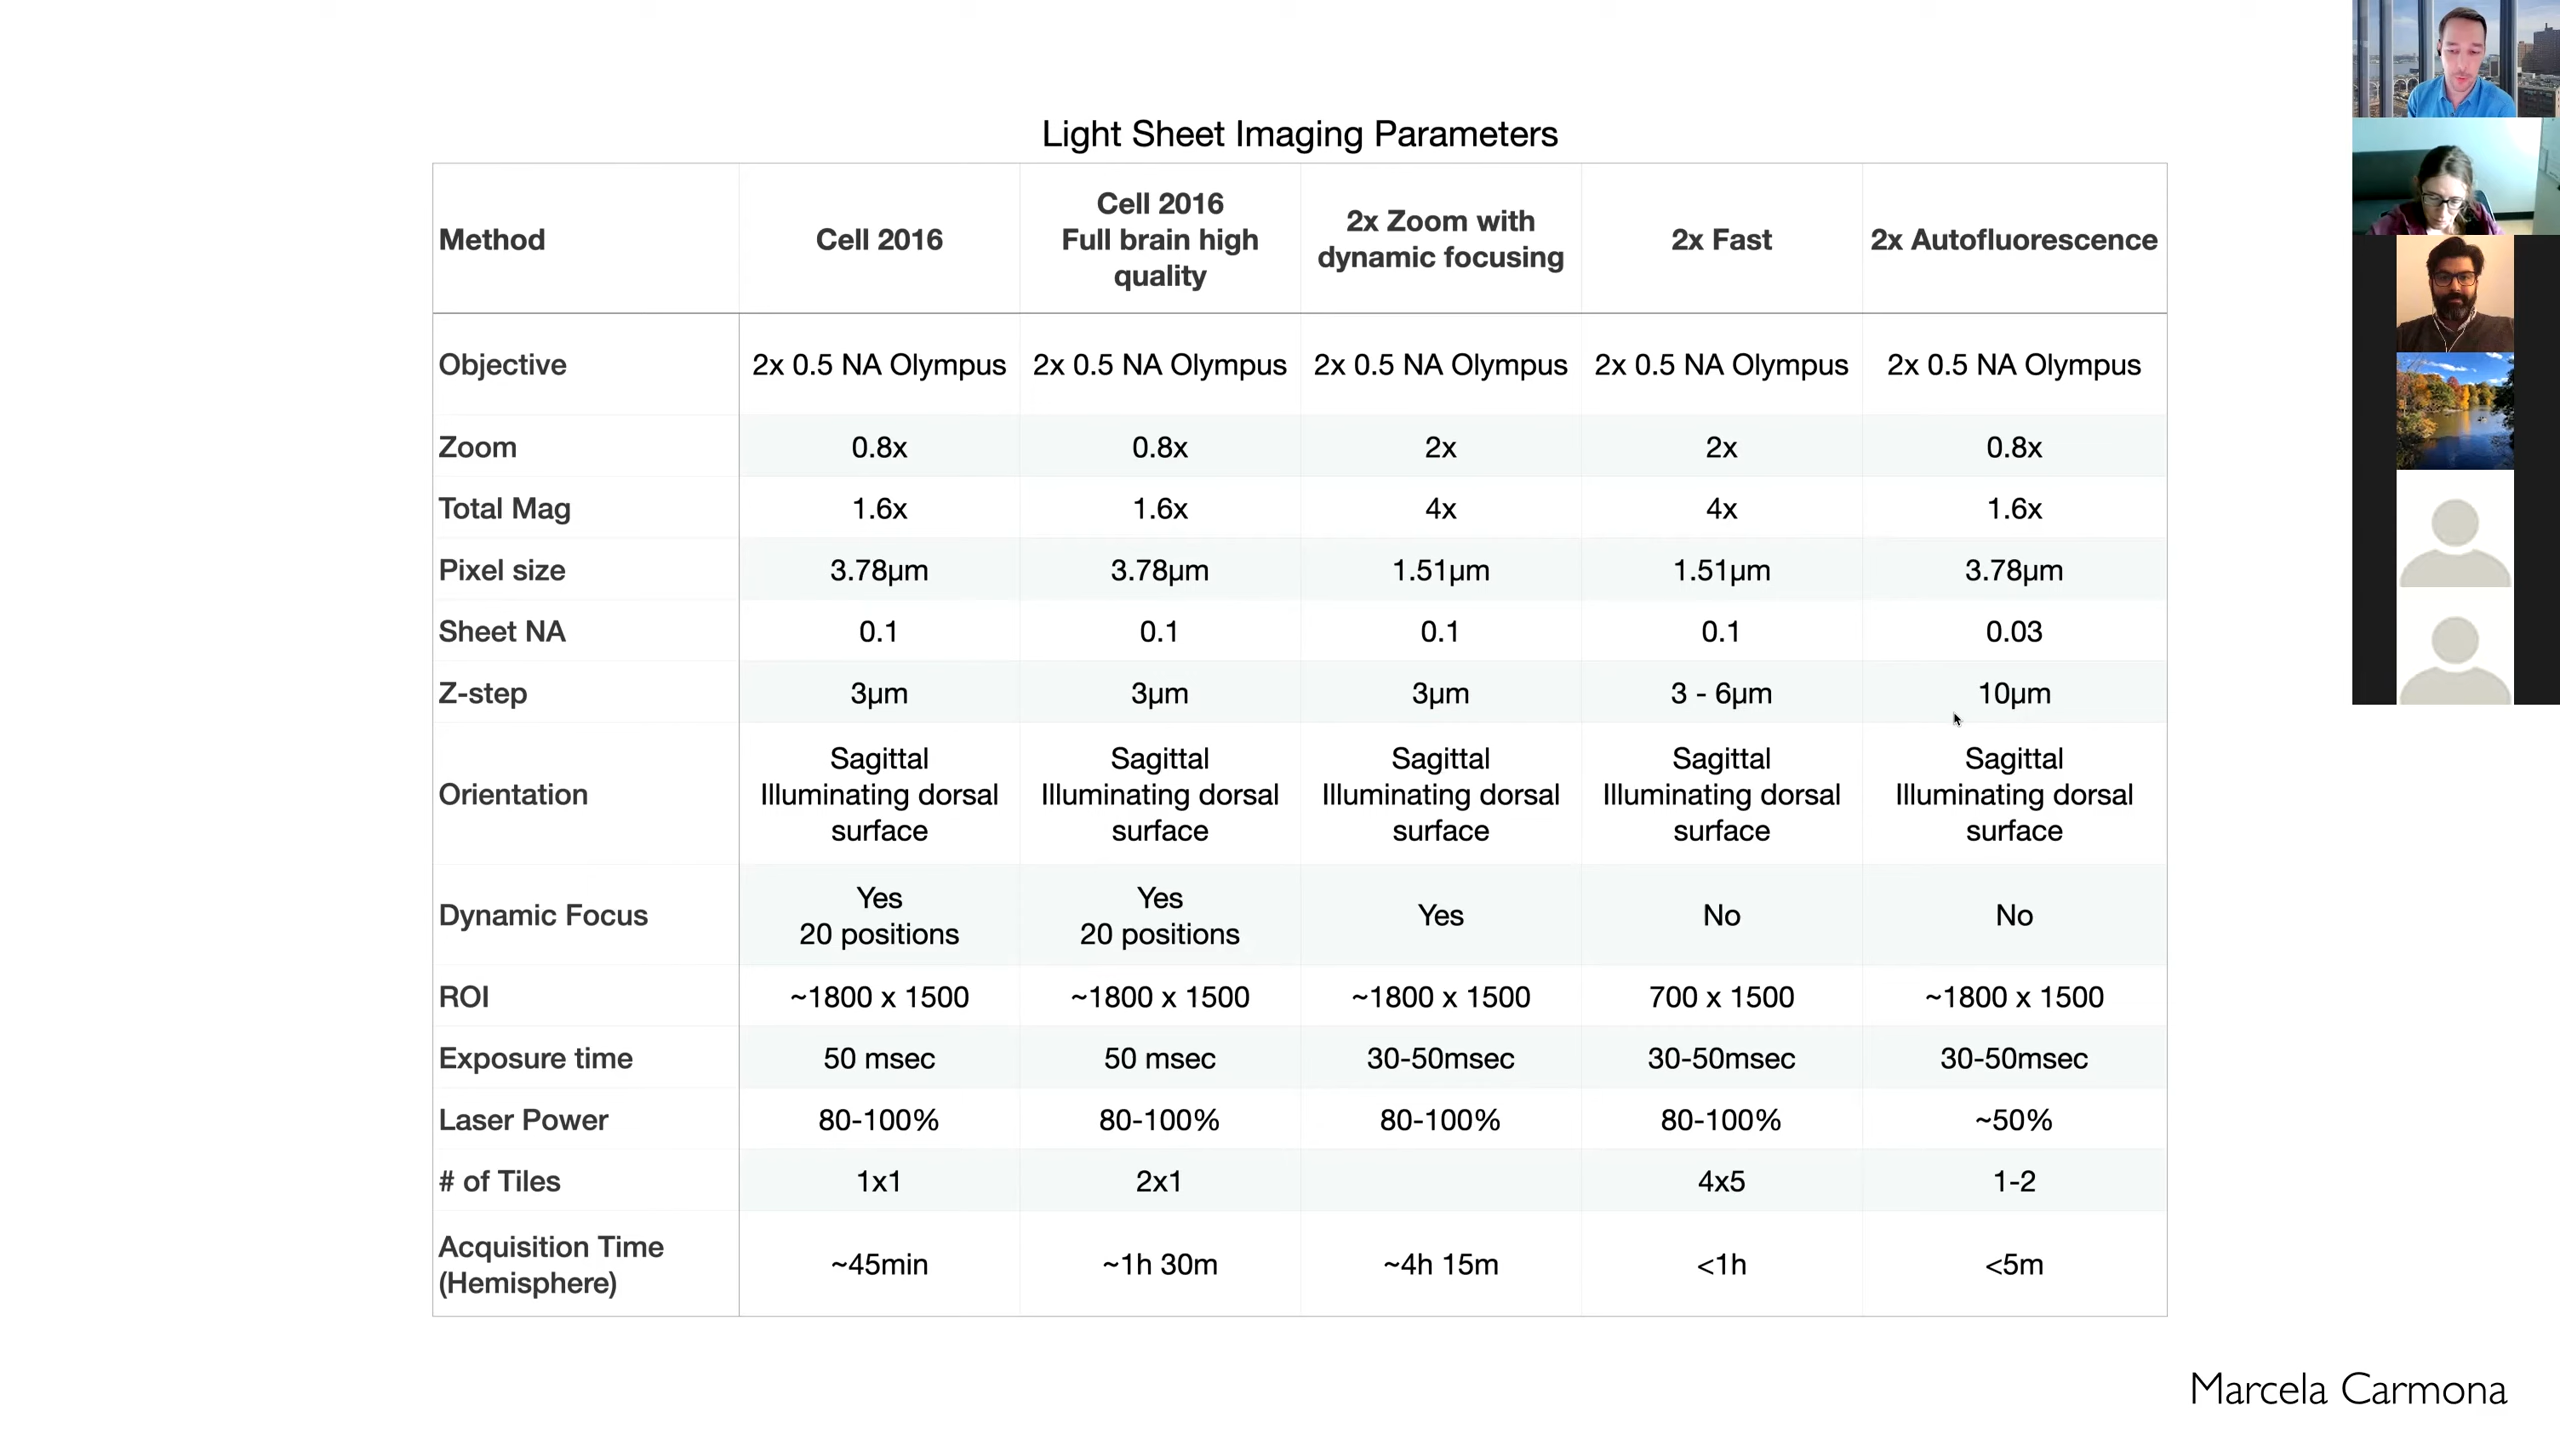 Light Sheet Imaging Parameters
Method
Cell 2016
Cell 2016
Full brain high
quality
2x Zoom with
dynamic focusing
2x Fast
2x Autofluorescence
Objective
2x 0.5 NA Olympus
2x 0.5 NA Olympus
2x 0.5 NA Olympus
2x 0.5 NA Olympus
2x 0.5 NA Olympus
Zoom
0.8x
0.8x
2x
2x
0.8x
Total Mag
1.6x
1.6x
4x
4x
1.6x
Pixel size
3.78µm
3.78µm
1.51µm
1.51µm
3.78µm
Sheet NA
0.1
0.1
0.1
0.1
0.03
Z-step
3µm
3µm
3µm
3 - 6µm
10µm
Orientation
Sagittal
Illuminating dorsal
surface
Sagittal
Illuminating dorsal
surface
Sagittal
Illuminating dorsal
surface
Sagittal
Illuminating dorsal
surface
Sagittal
Illuminating dorsal
surface
Dynamic Focus
Yes
20 positions
Yes
20 positions
Yes
No
No
ROI
~1800 x 1500
~1800 x 1500
~1800 x 1500
700 x 1500
~1800 x 1500
Exposure time
50 msec
50 msec
30-50msec
30-50msec
30-50msec
Laser Power
80-100%
80-100%
80-100%
80-100%
~50%
# of Tiles
1x1
2x1
4x5
1-2
Acquisition Time
(Hemisphere)
~45min
~1h 30m
~4h 15m
<1h
<5m
Marcela Carmona